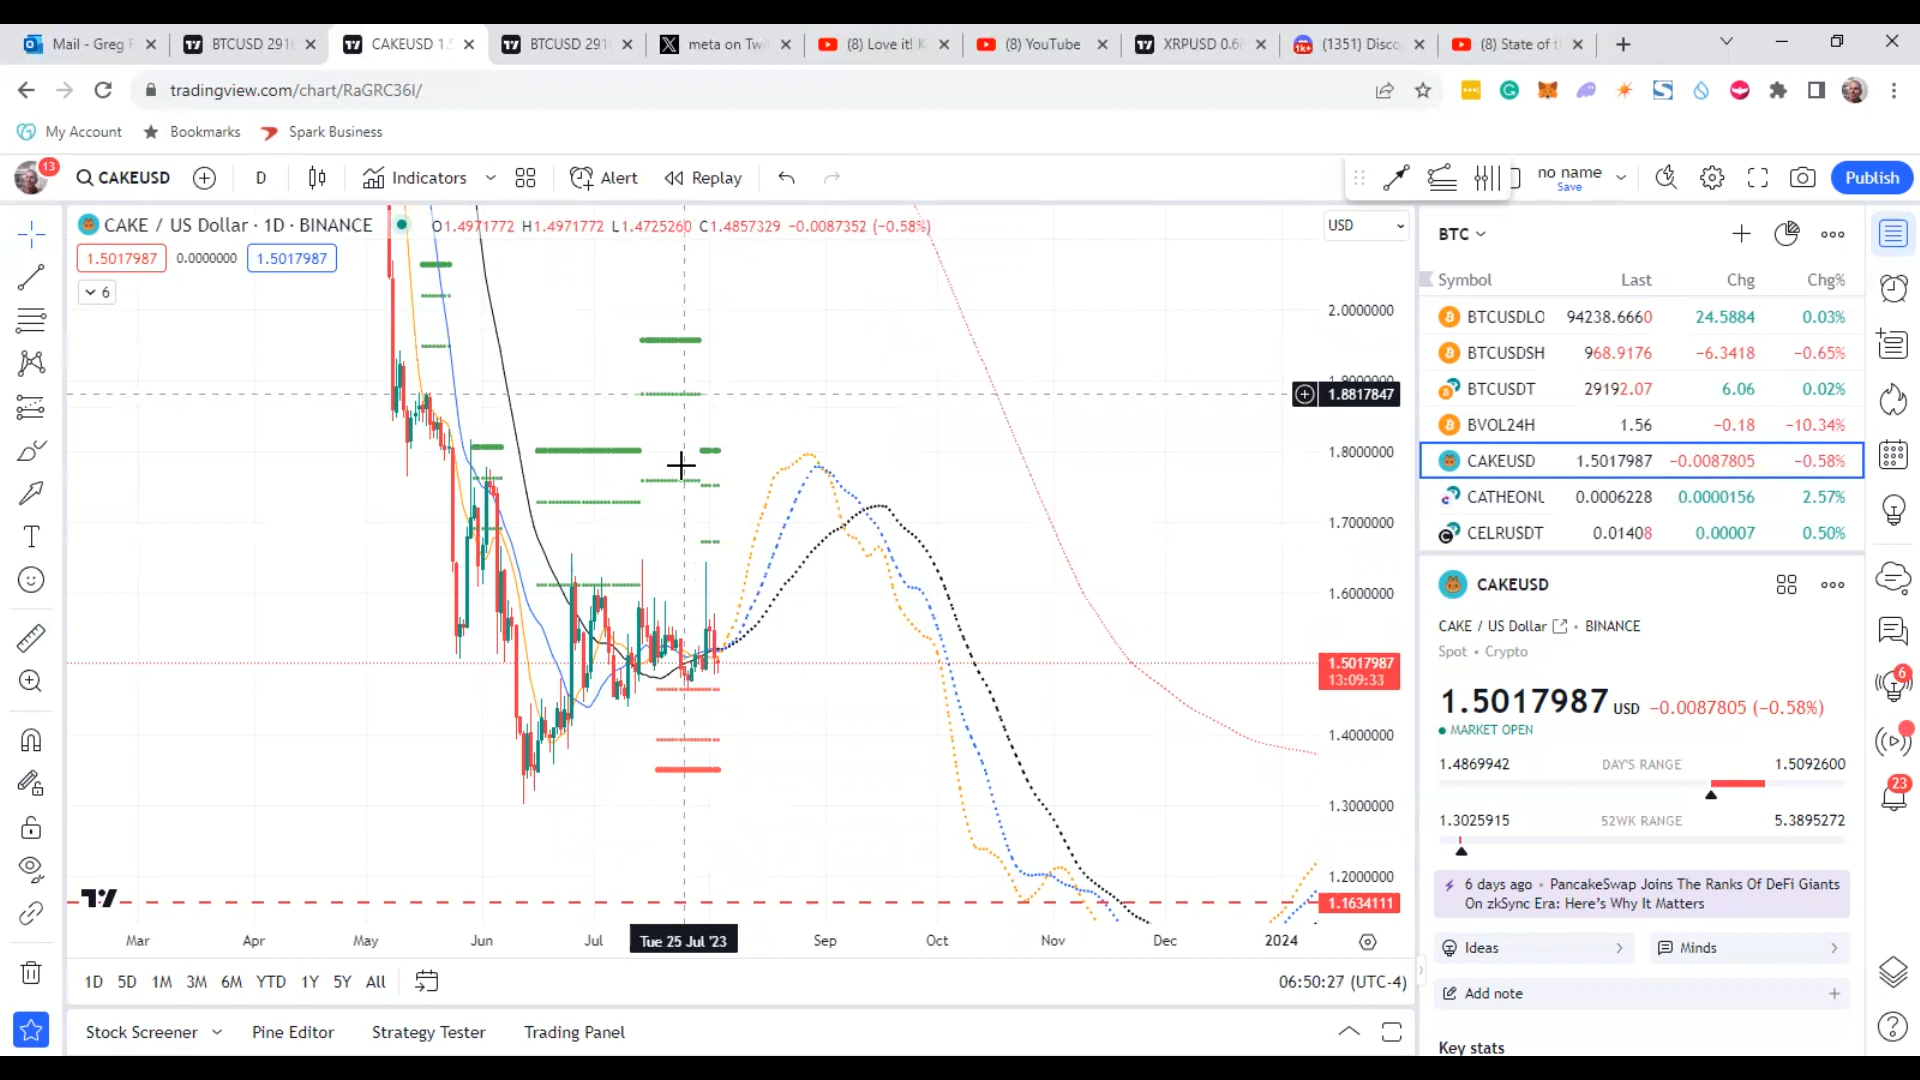 Mail - Greg
BTCUSD 291
CAKEUSD 1.5
BTCUSD 291
meta on Twi
(8) Love it!
(8) YouTube
XRPUSD 0.6
(1351) Disco
(8) State of t
tradingview.com/chart/RaGRC36I/
My Account
Bookmarks
Spark Business
13
CAKEUSD
D
Indicators
Alert
Replay
no name
Save
Publish
CAKE / US Dollar · 1D · BINANCE
O1.4971772 H1.4971772 L1.4725260 C1.4857329 −0.0087352 (−0.58%)
USD
1.5017987
0.0000000
1.5017987
6
2.0000000
1.9000000
1.8817847
1.8000000
1.7000000
1.6000000
1.5017987
13:09:33
1.4000000
1.3000000
1.2000000
1.1634111
Mar
Apr
May
Jun
Jul
Tue 25 Jul '23
Sep
Oct
Nov
Dec
2024
1D 5D 1M 3M 6M YTD 1Y 5Y All
06:50:27 (UTC-4)
Stock Screener
Pine Editor
Strategy Tester
Trading Panel
BTC
Symbol Last Chg Chg%
BTCUSDLO 94238.6660 24.5884 0.03%
BTCUSDSH 968.9176 −6.3418 −0.65%
BTCUSDT 29192.07 6.06 0.02%
BVOL24H 1.56 −0.18 −10.34%
CAKEUSD 1.5017987 −0.0087805 −0.58%
CATHEONU 0.0006228 0.0000156 2.57%
CELRUSDT 0.01408 0.00007 0.50%
CAKEUSD
CAKE / US Dollar • BINANCE
Spot • Crypto
1.5017987 USD −0.0087805 (−0.58%)
MARKET OPEN
1.4869942 DAY'S RANGE 1.5092600
1.3025915 52WK RANGE 5.3895272
6 days ago • PancakeSwap Joins The Ranks Of DeFi Giants
On zkSync Era: Here's Why It Matters
Ideas
Minds
Add note
Key stats
6
23